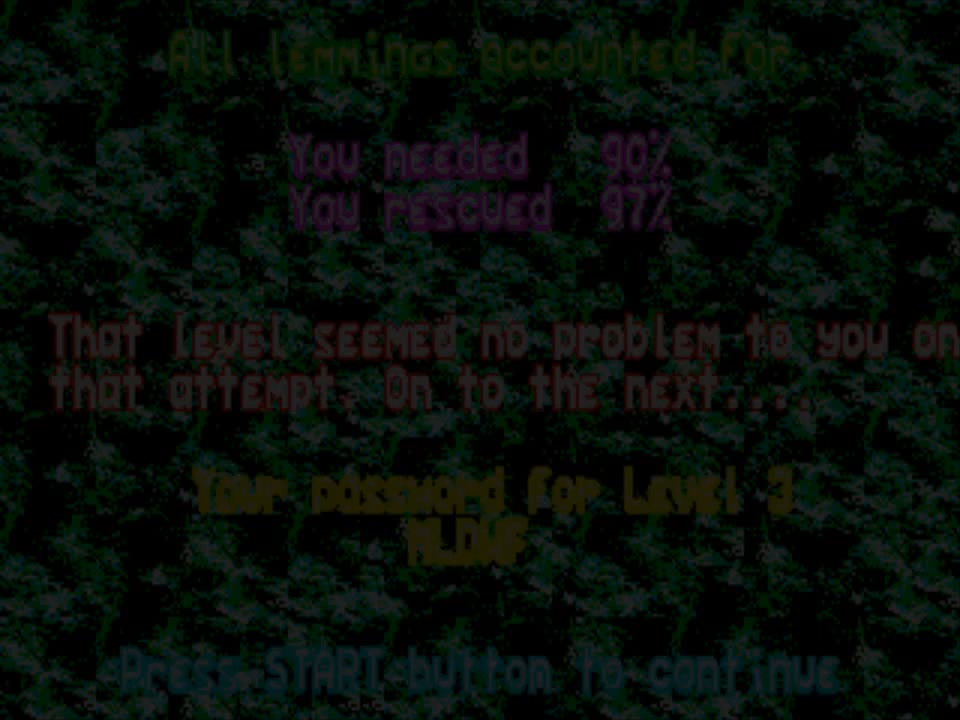 All lemmings accounted for.
You needed 90%
You rescued 97%
That level seemed no problem to you on
that attempt. On to the next....
Your password for Level 3
Press START button to continue